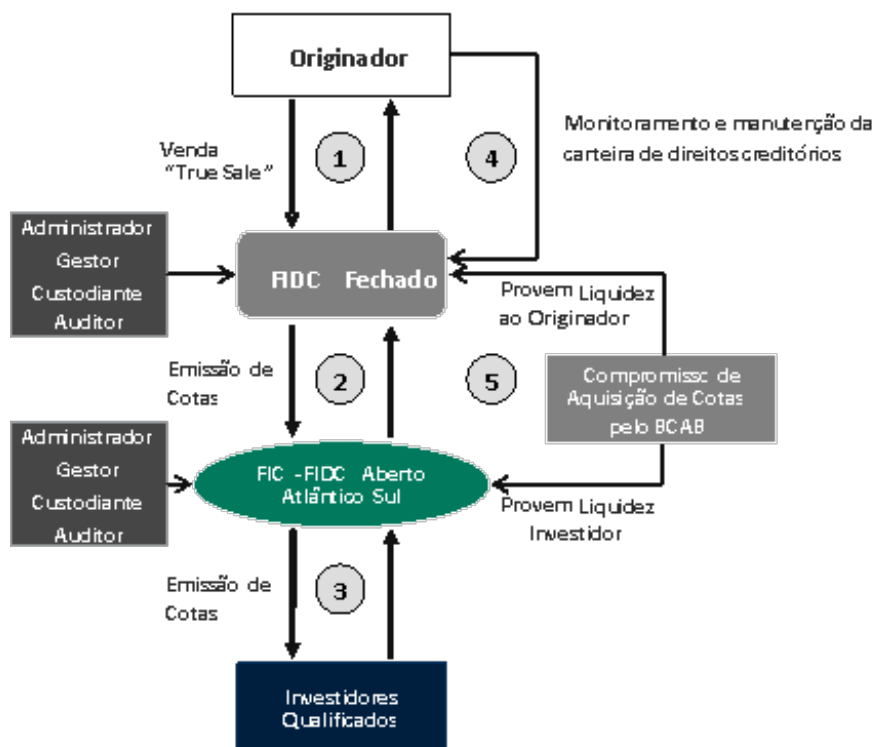 Originador
Venda
"True Sale"
1
4
Monitoramento e manutenção da
carteira de direitos creditórios
Administrador
Gestor
Custodiante
Auditor
FIDC Fechado
Provem Liquidez
ao Originador
Emissão de
Cotas
2
5
Compromisso de
Aquisição de Cotas
pelo BCAB
Administrador
Gestor
Custodiante
Auditor
FIC -FIDC Aberto
Atlântico Sul
Provem Liquidez
Investidor
Emissão de
Cotas
3
Investidores
Qualificados